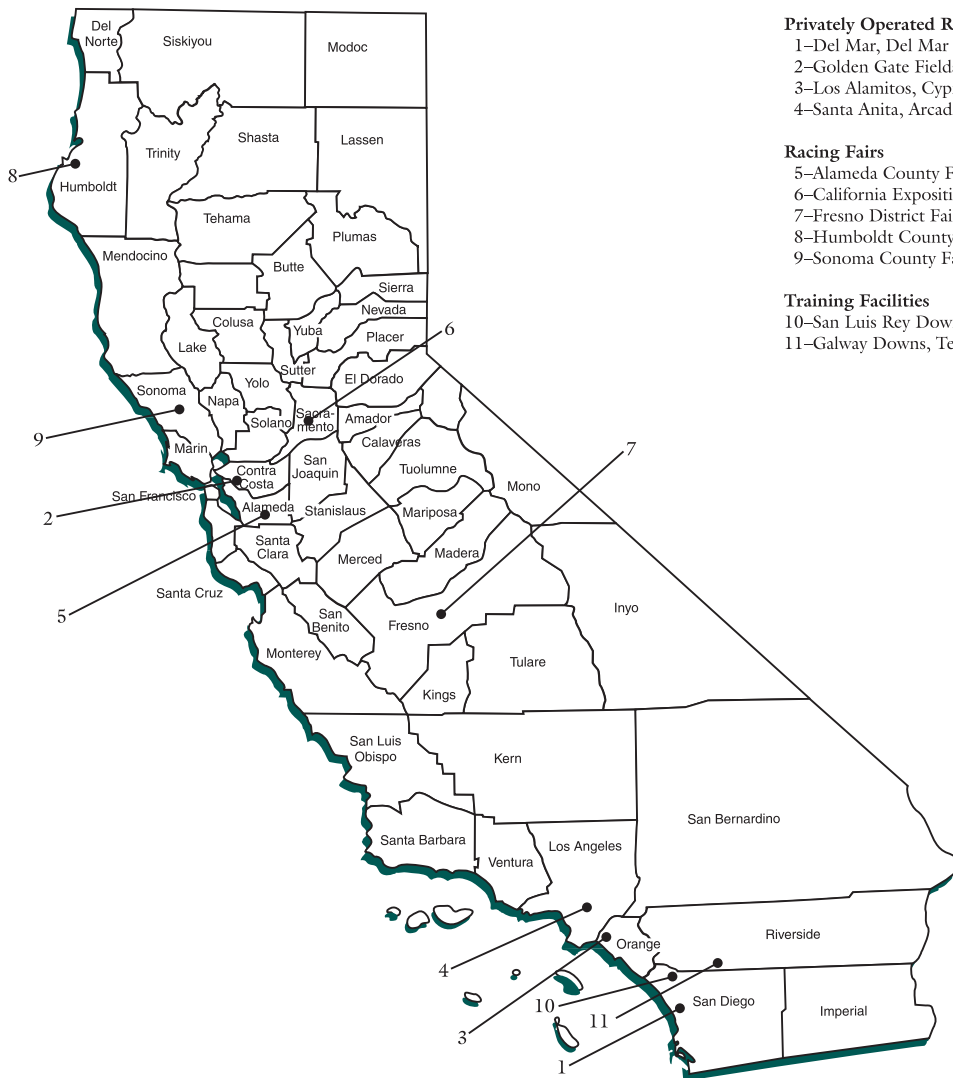 Privately Operated R
1–Del Mar, Del Mar
2–Golden Gate Field
3–Los Alamitos, Cyp
4–Santa Anita, Arcad
Racing Fairs
5–Alameda County F
6–California Expositi
7–Fresno District Fai
8–Humboldt County
9–Sonoma County Fa
Training Facilities
10–San Luis Rey Dow
11–Galway Downs, Te
Del
Norte
Siskiyou
Modoc
Shasta
Lassen
Trinity
8
Humboldt
Tehama
Plumas
Mendocino
Butte
Sierra
Nevada
Colusa
Yuba
6
Placer
Lake
Sutter
Yolo
El Dorado
Sonoma
Napa
Sacra-
mento
Solano
Amador
9
Calaveras
7
Marin
San
Joaquin
Contra
Costa
Tuolumne
Mono
San Francisco
2
Alameda
Stanislaus
Mariposa
Santa
Clara
Merced
Madera
Santa Cruz
5
San
Benito
Fresno
Inyo
Monterey
Tulare
Kings
San Luis
Obispo
Kern
San Bernardino
Santa Barbara
Los Angeles
Ventura
Orange
Riverside
4
10
San Diego
11
Imperial
3
1